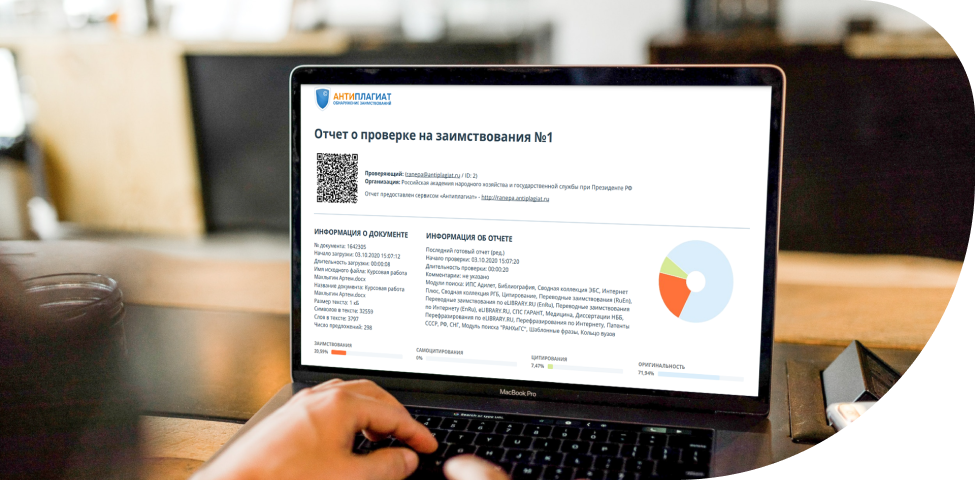 АНТИПЛАГИАТ
ОБНАРУЖЕНИЕ ЗАИМСТВОВАНИЙ
Отчет о проверке на заимствования №1
Проверяющий: iranepa@antiplagiat.ru / ID: 2)
Организация: Российская академия народного хозяйства и государственной службы при Президенте РФ
Отчет предоставлен сервисом «Антиплагиат» - http://ranepa.antiplagiat.ru
ИНФОРМАЦИЯ О ДОКУМЕНТЕ
№ документа: 1642305
Начало загрузки: 03.10.2020 15:07:12
Длительность загрузки: 00:00:08
Имя исходного файла: Курсовая работа
Маклыгин Артем.docx
Название документа: Курсовая работа
Маклыгин Артем.docx
Размер текста: 1 кБ
Символов в тексте: 32559
Слов в тексте: 3797
Число предложений: 298
ИНФОРМАЦИЯ ОБ ОТЧЕТЕ
Последний готовый отчет (ред.)
Начало проверки: 03.10.2020 15:07:20
Длительность проверки: 00:00:20
Комментарии: не указано
Модули поиска: ИПС Адилет, Библиография, Сводная коллекция ЭБС, Интернет
Плюс, Сводная коллекция РГБ, Цитирование, Переводные заимствования (RuEn),
Переводные заимствования по eLIBRARY.RU (EnRu), Переводные заимствования
по Интернету (EnRu), eLIBRARY.RU, СПС ГАРАНТ, Медицина, Диссертации НББ,
Перефразирования по eLIBRARY.RU, Перефразирования по Интернету, Патенты
СССР, РФ, СНГ, Модуль поиска "РАНХиГС", Шаблонные фразы, Кольцо вузов
ЗАИМСТВОВАНИЯ
САМОЦИТИРОВАНИЯ
0%
ЦИТИРОВАНИЯ
7,47%
ОРИГИНАЛЬНОСТЬ
71,94%
MacBook Pro